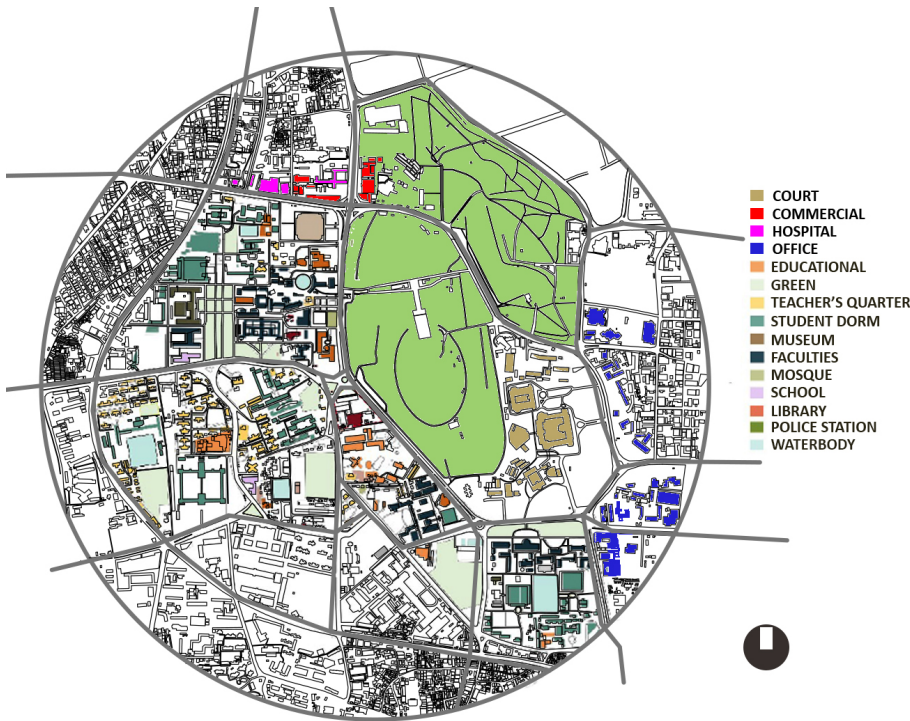 COURT
COMMERCIAL
HOSPITAL
OFFICE
EDUCATIONAL
GREEN
TEACHER'S QUARTER
STUDENT DORM
MUSEUM
FACULTIES
MOSQUE
SCHOOL
LIBRARY
POLICE STATION
WATERBODY